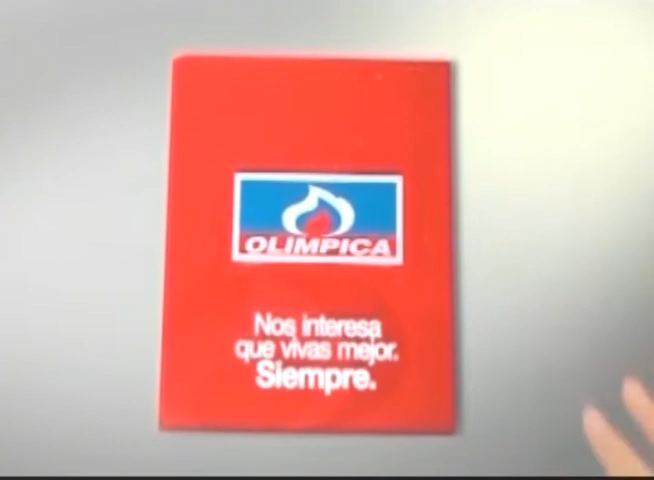 OLIMPICA
Nos interesa
que vivas mejor.
Siempre.